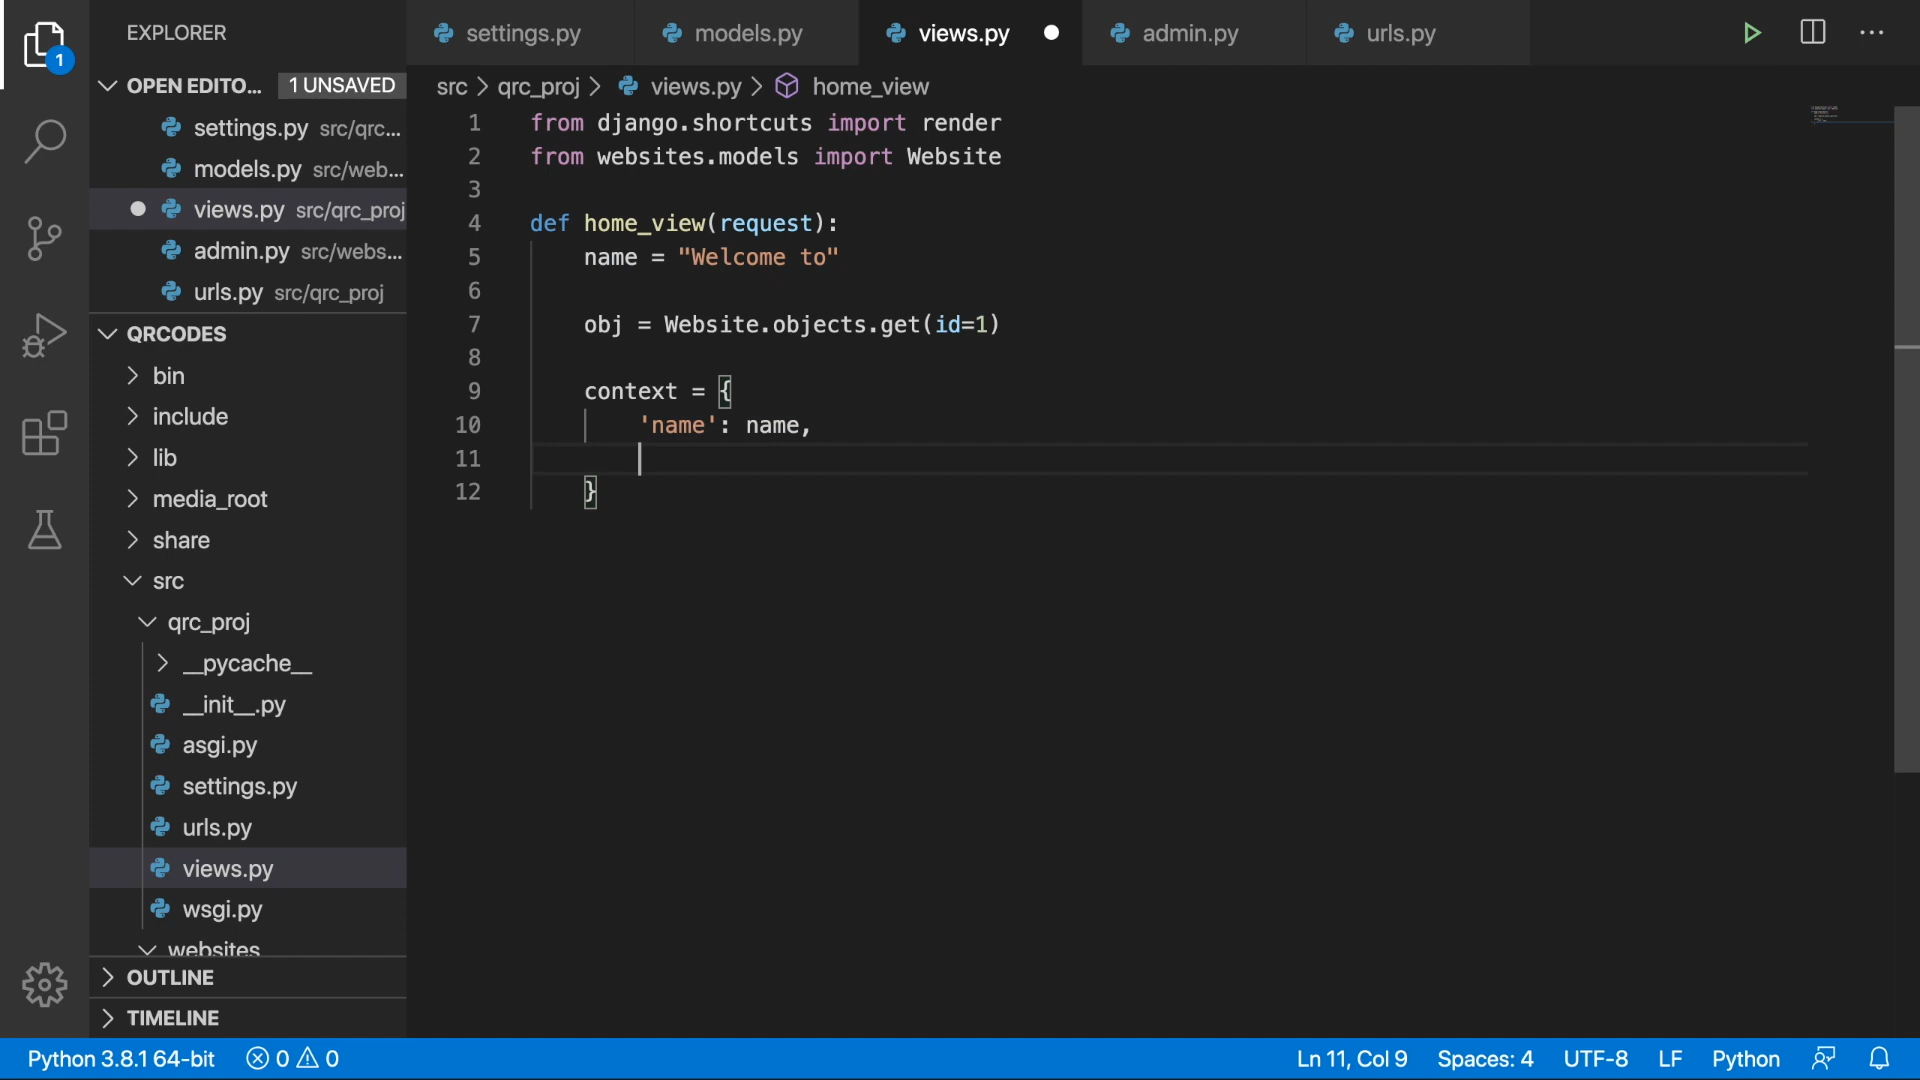 EXPLORER
settings.py
models.py
views.py
admin.py
urls.py
1
OPEN EDITO...
1 UNSAVED
settings.py src/qrc...
models.py src/web...
views.py src/qrc_proj
admin.py src/webs...
urls.py src/qrc_proj
QRCODES
bin
include
lib
media_root
share
src
qrc_proj
__pycache__
__init__.py
asgi.py
settings.py
urls.py
views.py
wsgi.py
websites
OUTLINE
TIMELINE
src > qrc_proj > views.py > home_view
1 from django.shortcuts import render
2 from websites.models import Website
3
4 def home_view(request):
5 name = "Welcome to"
6
7 obj = Website.objects.get(id=1)
8
9 context = {
10 'name': name,
11
12 }
Python 3.8.1 64-bit 0 0 Ln 11, Col 9 Spaces: 4 UTF-8 LF Python